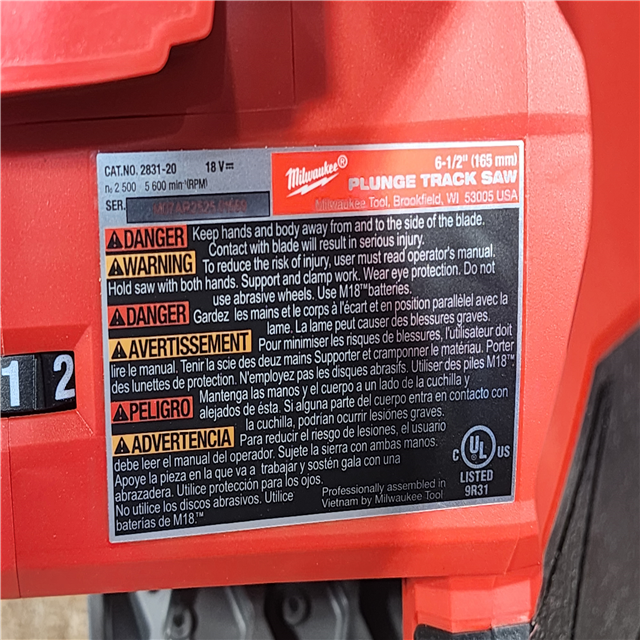 CAT.NO. 2831-20 18 V⎓
n₀ 2 500 5 600 min⁻¹(RPM)
SER.
Milwaukee®
6-1/2" (165 mm)
PLUNGE TRACK SAW
Milwaukee Tool, Brookfield, WI 53005 USA
⚠DANGER Keep hands and body away from and to the side of the blade.
Contact with blade will result in serious injury.
⚠WARNING To reduce the risk of injury, user must read operator's manual.
Hold saw with both hands. Support and clamp work. Wear eye protection. Do not
use abrasive wheels. Use M18™batteries.
⚠DANGER Gardez les mains et le corps à l'écart et en position parallélel avec la
lame. La lame peut causer des blessures graves.
⚠AVERTISSEMENT Pour minimiser les risques de blessures, l'utilisateur doit
lire le manual. Tenir la scie des deuz mains Supporter et cramponner le matériau. Porter
des lunettes de protection. N'employez pas de disques abrasifs. Utiliser des piles M18™
⚠PELIGRO Mantenga las manos y el cuerpo a un lado de la cuchilla y
alejados de ésta. Si alguna parte del cuerpo entra en contacto con
la cuchilla, podrían ocurrir lesiónes graves.
⚠ADVERTENCIA Para reducir el riesgo de lesiones, el usuario
debe leer el manual del operador. Sujete la sierra con ambas manos.
Apoye la pieza en la que va a trabajar y sostén gala con una
abrazadera. Utilice protección para los ojos.
No utilice los discos abrasivos. Utilice
baterías de M18.™
Professionally assembled in
Vietnam by Milwaukee Tool
C UL US
LISTED
9R31
1 2